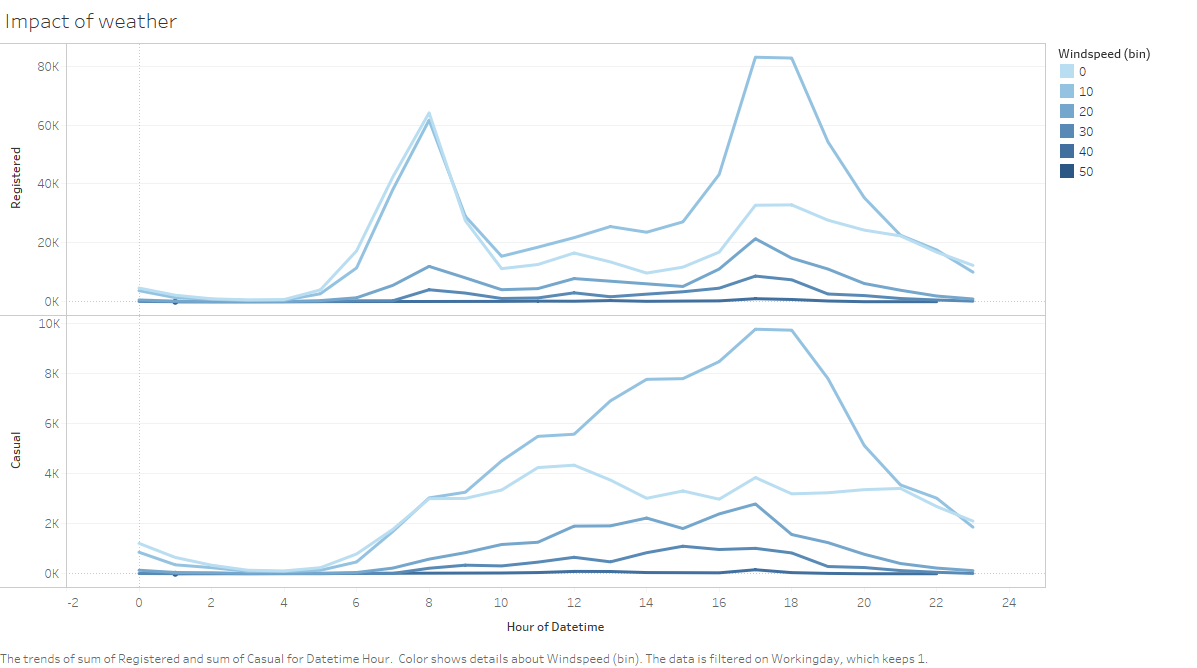 Impact of weather
Windspeed (bin)
0
10
20
30
40
50
Registered
80K
60K
40K
20K
0K
Casual
10K
8K
6K
4K
2K
0K
-2 0 2 4 6 8 10 12 14 16 18 20 22 24
Hour of Datetime
The trends of sum of Registered and sum of Casual for Datetime Hour. Color shows details about Windspeed (bin). The data is filtered on Workingday, which keeps 1.